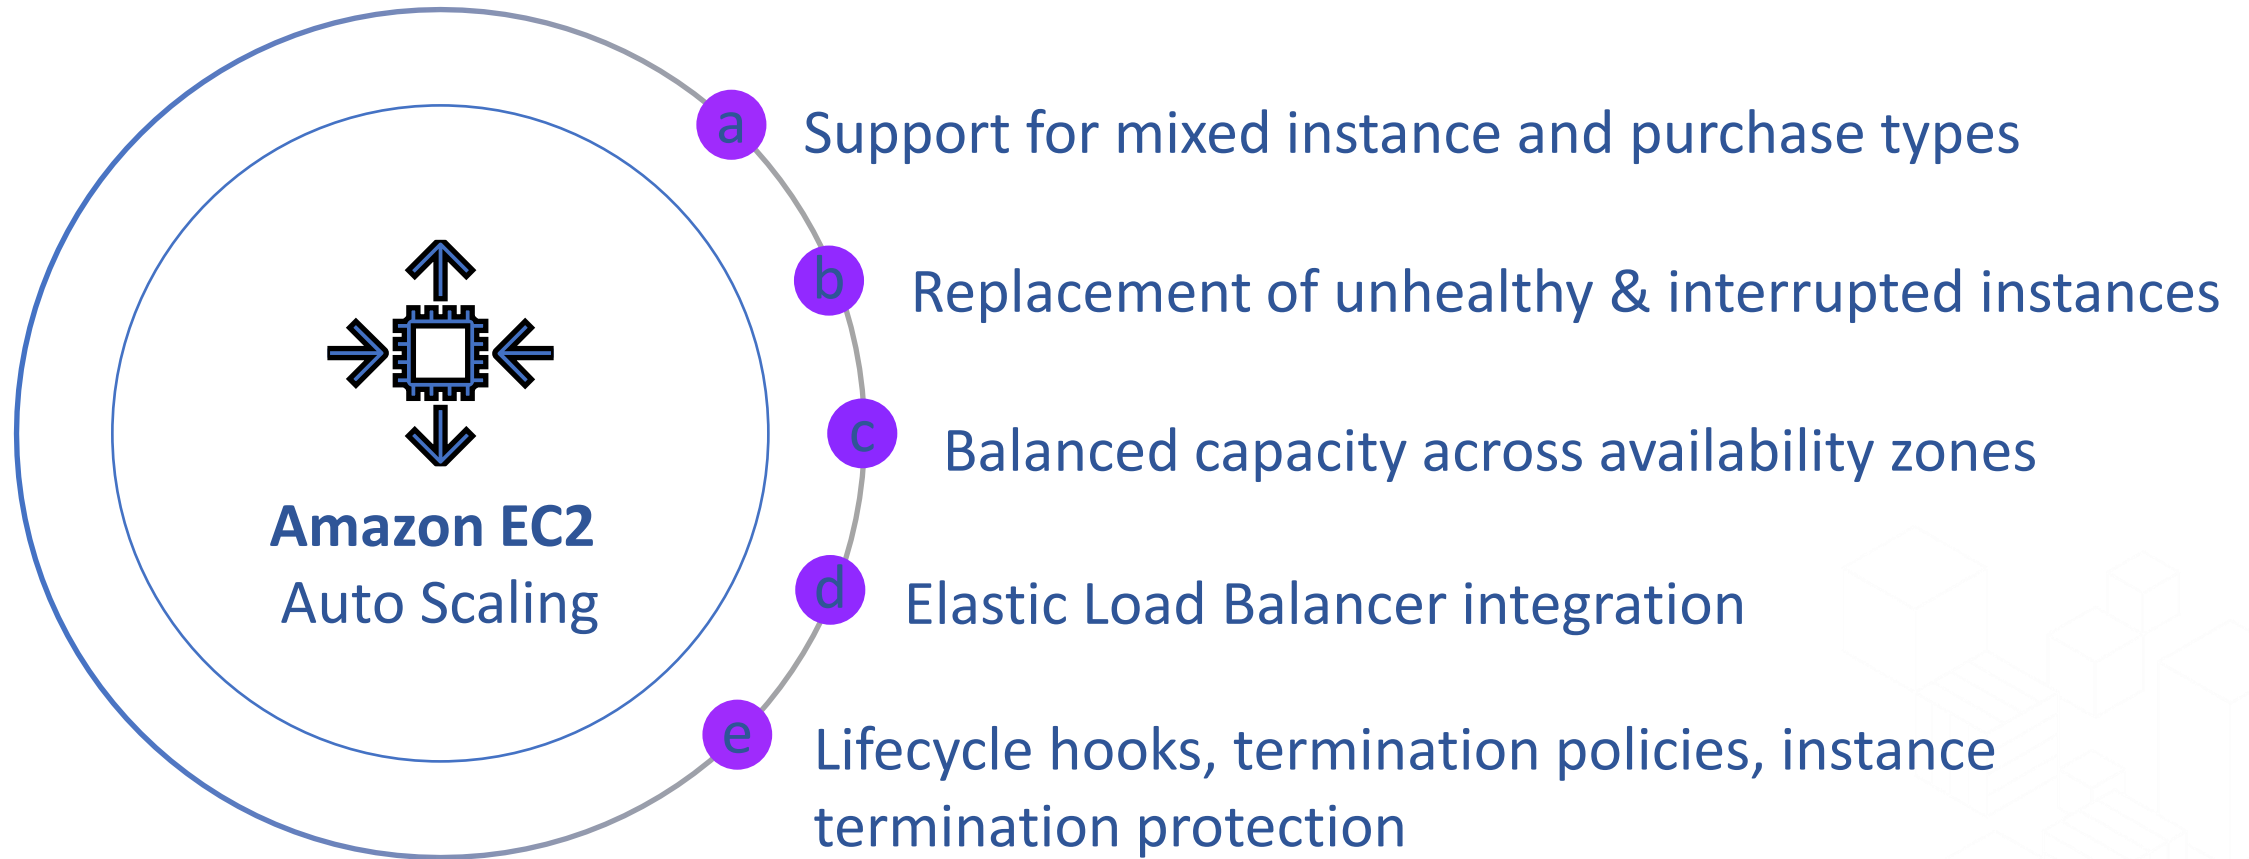 Amazon EC2
Auto Scaling
a
Support for mixed instance and purchase types
b
Replacement of unhealthy & interrupted instances
c
Balanced capacity across availability zones
d
Elastic Load Balancer integration
e
Lifecycle hooks, termination policies, instance
termination protection